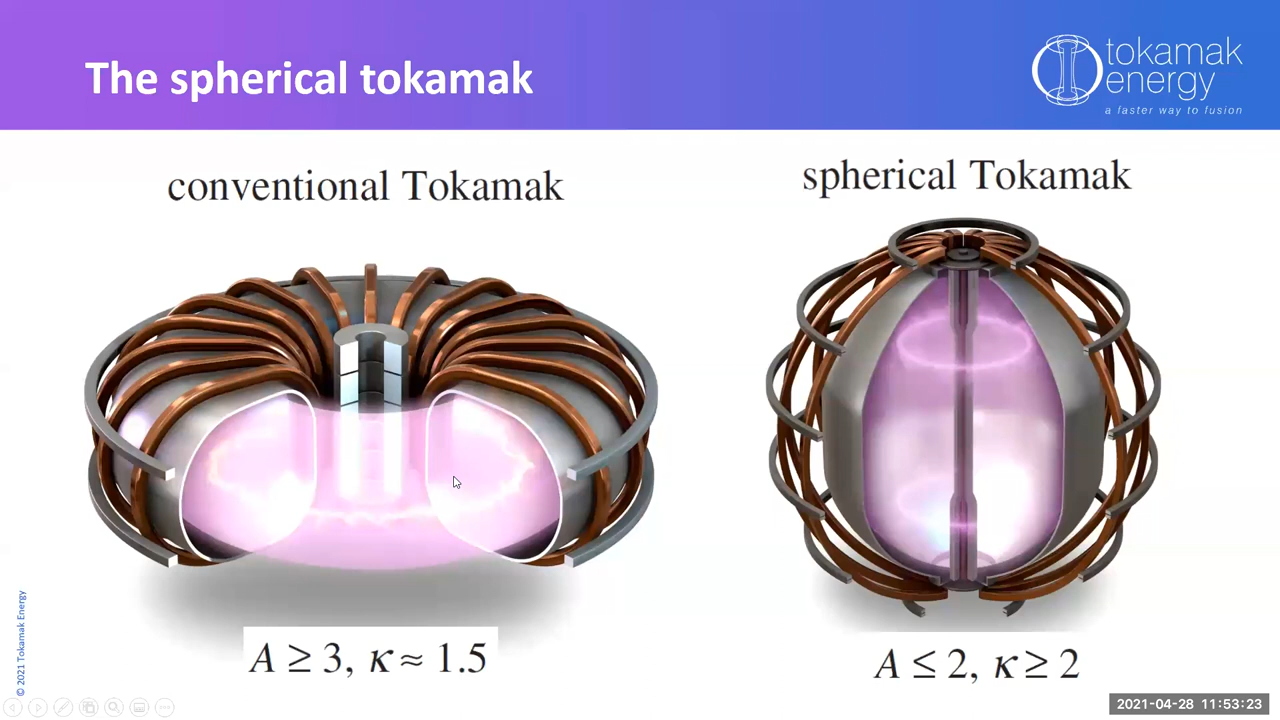 The spherical tokamak
tokamak
energy
a faster way to fusion
conventional Tokamak
spherical Tokamak
A ≥ 3, κ ≈ 1.5
A ≤ 2, κ ≥ 2
© 2021 Tokamak Energy
2021-04-28 11:53:23